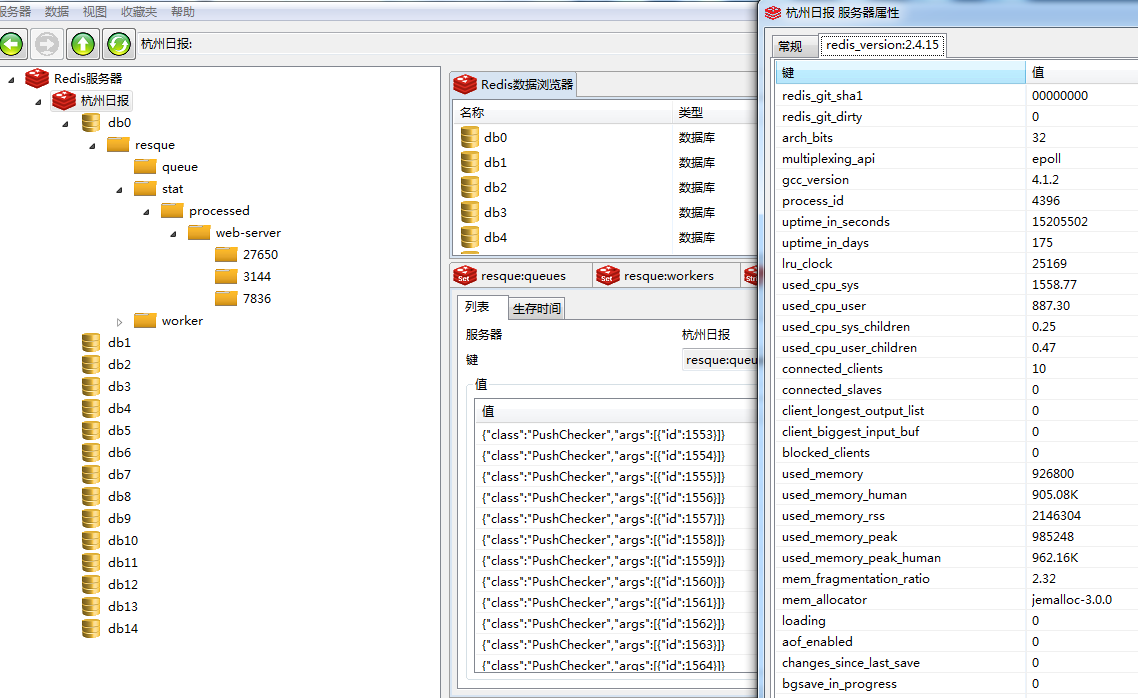 服务器 数据 视图 收藏夹 帮助
杭州日报:
Redis服务器
杭州日报
db0
resque
queue
stat
processed
web-server
27650
3144
7836
worker
db1
db2
db3
db4
db5
db6
db7
db8
db9
db10
db11
db12
db13
db14
Redis数据浏览器
名称 类型
db0 数据库
db1 数据库
db2 数据库
db3 数据库
db4 数据库
Set resque:queues Set resque:workers
列表 生存时间
服务器 杭州日报
键 resque:queu
值
值
{"class":"PushChecker","args":[{"id":1553}]}
{"class":"PushChecker","args":[{"id":1554}]}
{"class":"PushChecker","args":[{"id":1555}]}
{"class":"PushChecker","args":[{"id":1556}]}
{"class":"PushChecker","args":[{"id":1557}]}
{"class":"PushChecker","args":[{"id":1558}]}
{"class":"PushChecker","args":[{"id":1559}]}
{"class":"PushChecker","args":[{"id":1560}]}
{"class":"PushChecker","args":[{"id":1561}]}
{"class":"PushChecker","args":[{"id":1562}]}
{"class":"PushChecker","args":[{"id":1563}]}
{"class":"PushChecker","args":[{"id":1564}]}
杭州日报 服务器属性
常规 redis_version:2.4.15
键 值
redis_git_sha1 00000000
redis_git_dirty 0
arch_bits 32
multiplexing_api epoll
gcc_version 4.1.2
process_id 4396
uptime_in_seconds 15205502
uptime_in_days 175
lru_clock 25169
used_cpu_sys 1558.77
used_cpu_user 887.30
used_cpu_sys_children 0.25
used_cpu_user_children 0.47
connected_clients 10
connected_slaves 0
client_longest_output_list 0
client_biggest_input_buf 0
blocked_clients 0
used_memory 926800
used_memory_human 905.08K
used_memory_rss 2146304
used_memory_peak 985248
used_memory_peak_human 962.16K
mem_fragmentation_ratio 2.32
mem_allocator jemalloc-3.0.0
loading 0
aof_enabled 0
changes_since_last_save 0
bgsave_in_progress 0